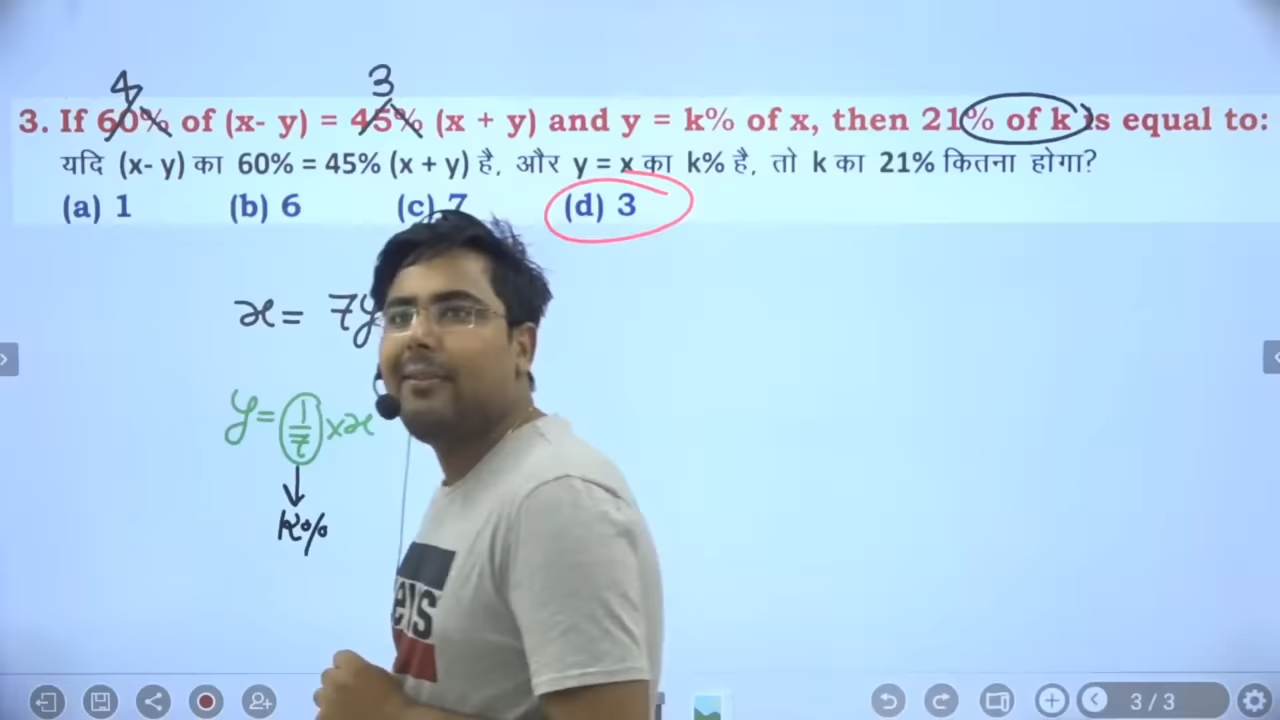 4 3
3. If 60% of (x- y) = 45% (x + y) and y = k% of x, then 21% of k is equal to:
यदि (x- y) का 60% = 45% (x + y) है, और y = x का k% है, तो k का 21% कितना होगा?
(a) 1 (b) 6 (c) 7 (d) 3
x = 7y
y = 1/7 × x
k%
3 / 3